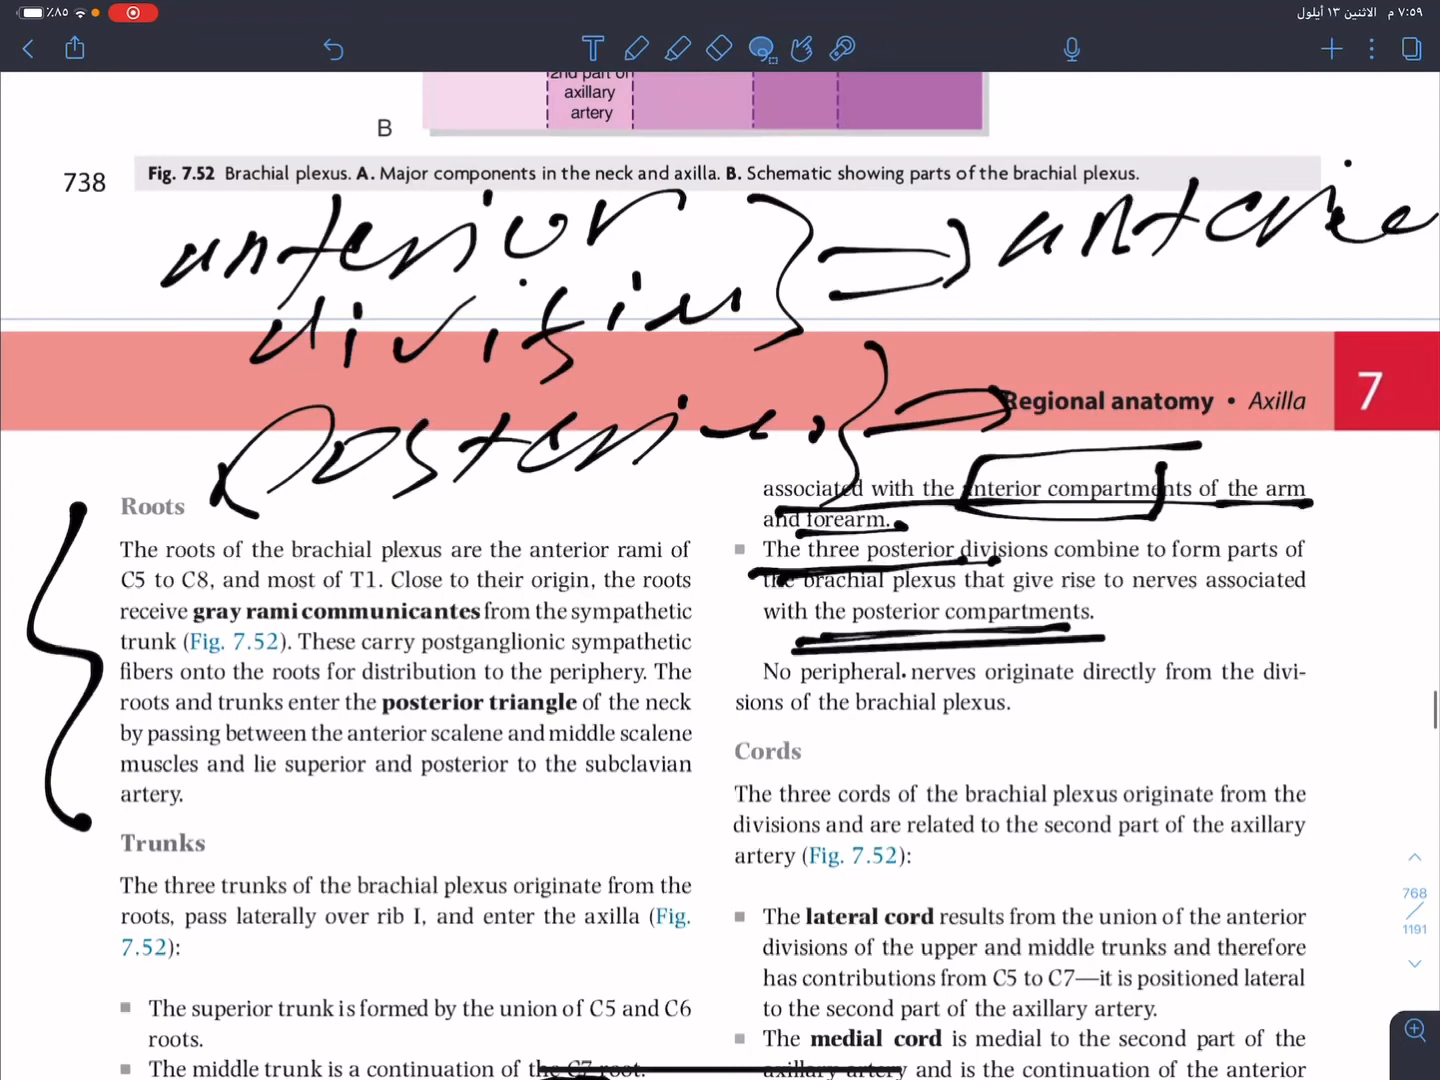 ٪٨٥
٧:٥٩ م الاثنين ١٣ أيلول
2nd part of
axillary
artery
B
738
Fig. 7.52 Brachial plexus. A. Major components in the neck and axilla. B. Schematic showing parts of the brachial plexus.
anterior
Regional anatomy • Axilla
7
Roots
The roots of the brachial plexus are the anterior rami of
C5 to C8, and most of T1. Close to their origin, the roots
receive gray rami communicantes from the sympathetic
trunk (Fig. 7.52). These carry postganglionic sympathetic
fibers onto the roots for distribution to the periphery. The
roots and trunks enter the posterior triangle of the neck
by passing between the anterior scalene and middle scalene
muscles and lie superior and posterior to the subclavian
artery.
Trunks
The three trunks of the brachial plexus originate from the
roots, pass laterally over rib I, and enter the axilla (Fig.
7.52):
The superior trunk is formed by the union of C5 and C6
roots.
The middle trunk is a continuation of the C7 root.
associated with the anterior compartments of the arm
and forearm.
The three posterior divisions combine to form parts of
the brachial plexus that give rise to nerves associated
with the posterior compartments.
No peripheral nerves originate directly from the divi-
sions of the brachial plexus.
Cords
The three cords of the brachial plexus originate from the
divisions and are related to the second part of the axillary
artery (Fig. 7.52):
The lateral cord results from the union of the anterior
divisions of the upper and middle trunks and therefore
has contributions from C5 to C7—it is positioned lateral
to the second part of the axillary artery.
The medial cord is medial to the second part of the
axillary artery and is the continuation of the anterior
768
1191